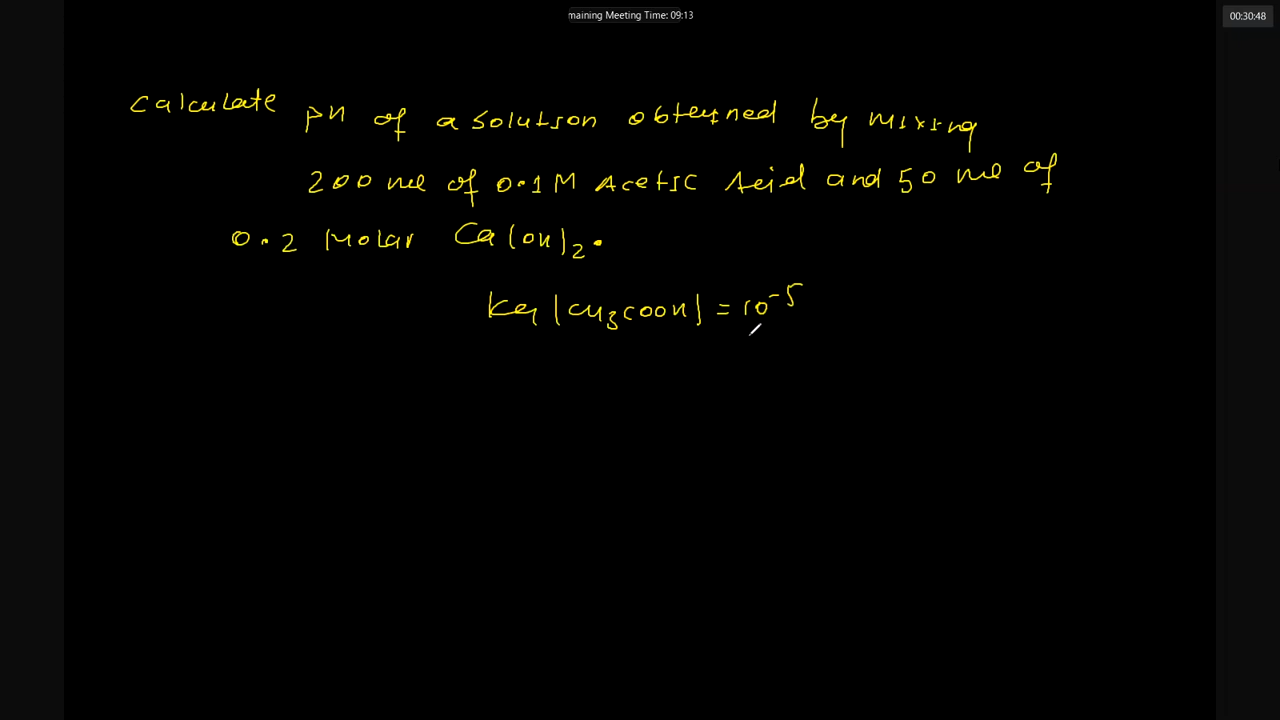 maining Meeting Time: 09:13
00:30:48
Calculate pH of a solution obtained by mixing
200 ml of 0.1M Acetic Acid and 50 ml of
0.2 Molar Ca(OH)2.
Ka (CH3COOH) = 10^-5